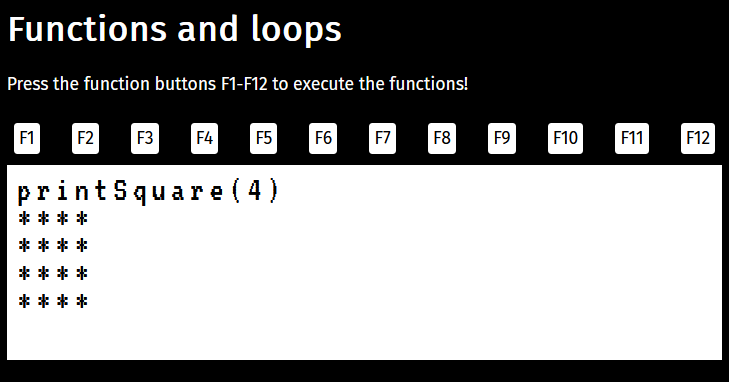 Functions and loops
Press the function buttons F1-F12 to execute the functions!
F1 F2 F3 F4 F5 F6 F7 F8 F9 F10 F11 F12
printSquare(4)
****
****
****
****